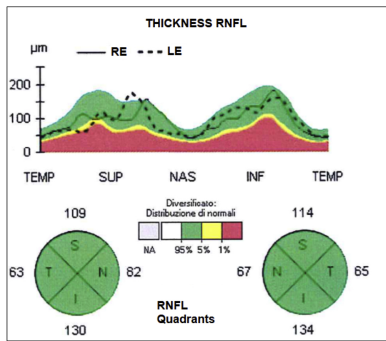 THICKNESS RNFL
µm
RE LE
200
100
0
TEMP SUP NAS INF TEMP
Diversificato:
Distribuzione di normali
NA 95% 5% 1%
109
S
63 T N 82
I
130
114
S
67 N T 65
I
134
RNFL
Quadrants